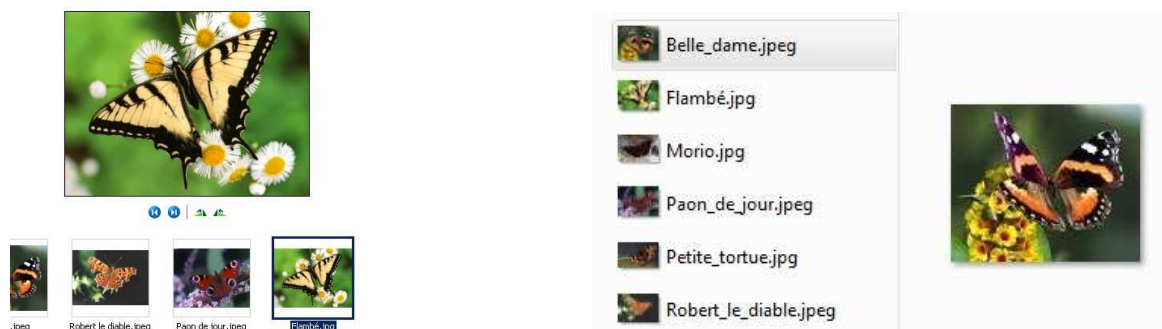 .jpeg
Robert le diable.jpeg
Paon de jour.jpeg
Flambé.jpg
Belle_dame.jpeg
Flambé.jpg
Morio.jpg
Paon_de_jour.jpeg
Petite_tortue.jpg
Robert_le_diable.jpeg